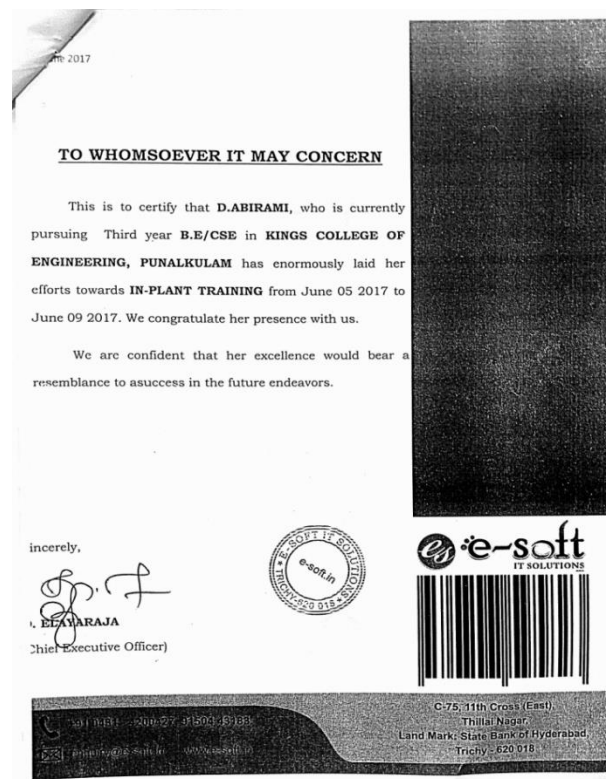 2017
TO WHOMSOEVER IT MAY CONCERN
This is to certify that D.ABIRAMI, who is currently
pursuing Third year B.E/CSE in KINGS COLLEGE OF
ENGINEERING, PUNALKULAM has enormously laid her
efforts towards IN-PLANT TRAINING from June 05 2017 to
June 09 2017. We congratulate her presence with us.
We are confident that her excellence would bear a
resemblance to asuccess in the future endeavors.
incerely,
ELAYARAJA
Chief Executive Officer)
E-SOFT IT SOLUTIONS
e-soft.in
★ TRICHY-620 018 ★
es e-soft
IT SOLUTIONS
C-75, 11th Cross (East),
Thillai Nagar,
Land Mark: State Bank of Hyderabad,
Trichy - 620 018